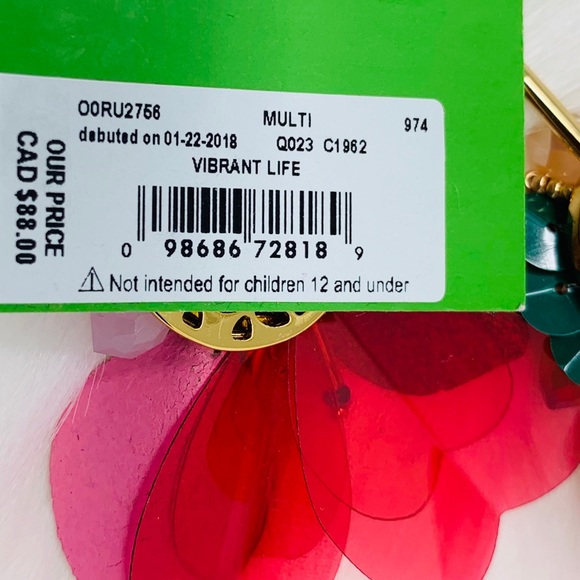 O0RU2756 MULTI 974
debuted on 01-22-2018 Q023 C1962
VIBRANT LIFE
0 98686 72818 9
⚠ Not intended for children 12 and under
OUR PRICE
CAD $88.00